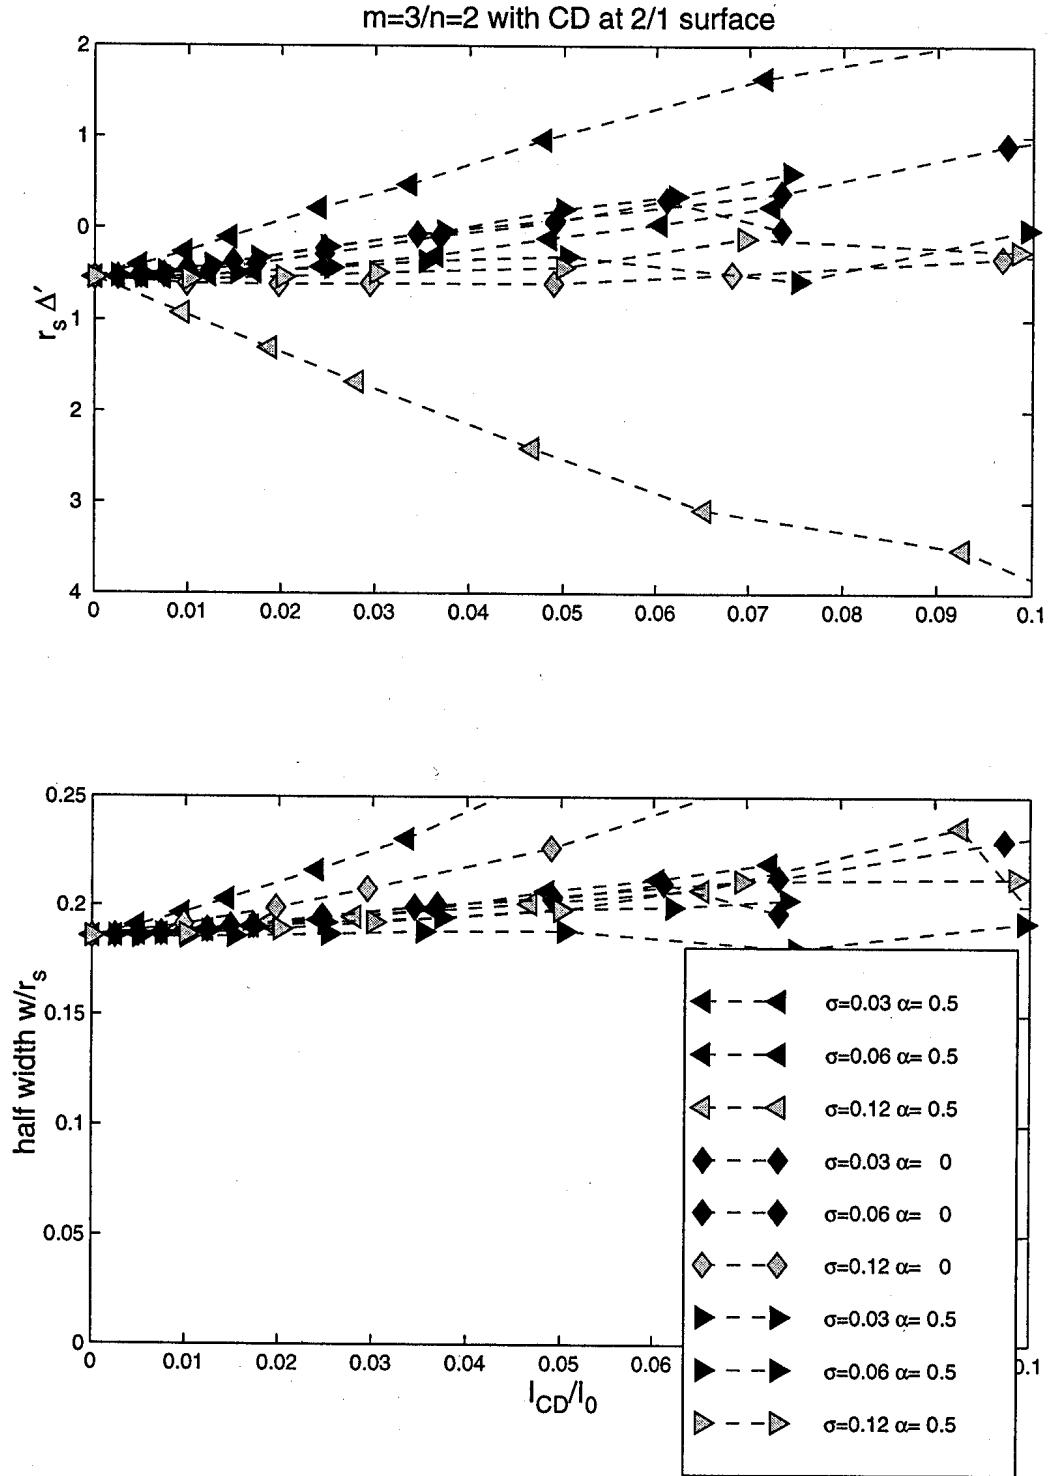 m=3/n=2 with CD at 2/1 surface
2
1
0
1
2
3
4
r_s Δ′
0 0.01 0.02 0.03 0.04 0.05 0.06 0.07 0.08 0.09 0.1
0.25
0.2
0.15
0.1
0.05
0
half width w/r_s
0 0.01 0.02 0.03 0.04 0.05 0.06 0.1
I_CD/I_0
σ=0.03 α= 0.5
σ=0.06 α= 0.5
σ=0.12 α= 0.5
σ=0.03 α= 0
σ=0.06 α= 0
σ=0.12 α= 0
σ=0.03 α= 0.5
σ=0.06 α= 0.5
σ=0.12 α= 0.5